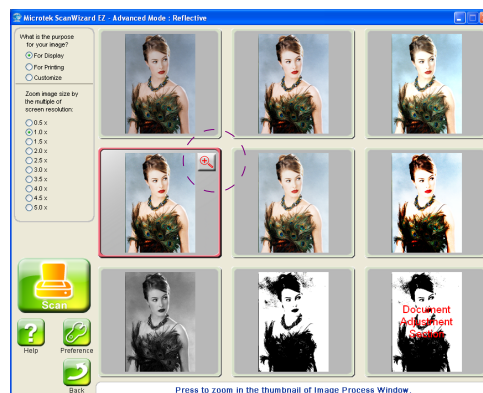 Microtek ScanWizard EZ - Advanced Mode : Reflective
What is the purpose
for your image?
For Display
For Printing
Customize
Zoom image size by
the multiple of
screen resolution:
0.5 x
1.0 x
1.5 x
2.0 x
2.5 x
3.0 x
3.5 x
4.0 x
4.5 x
5.0 x
Scan
Help
Preference
Back
Document
Adjustment
Section
Press to zoom in the thumbnail of Image Process Window.